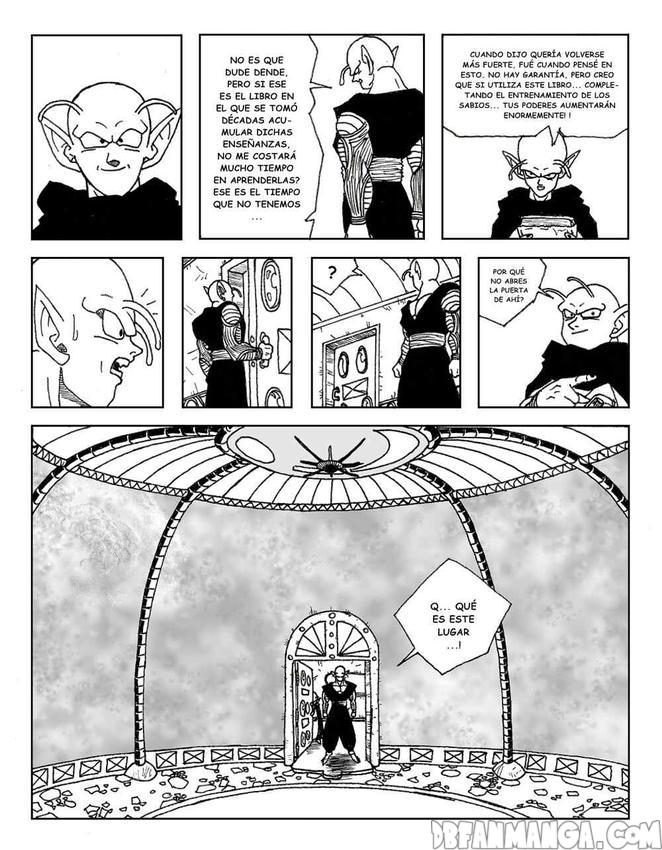 NO ES QUE
DUDE DENDE,
PERO SI ESE
ES EL LIBRO EN
EL QUE SE TOMÓ
DÉCADAS ACU-
MULAR DICHAS
ENSEÑANZAS,
NO ME COSTARÁ
MUCHO TIEMPO
EN APRENDERLAS?
ESE ES EL TIEMPO
QUE NO TENEMOS
...
CUANDO DIJO QUERÍA VOLVERSE
MÁS FUERTE, FUÉ CUANDO PENSÉ EN
ESTO. NO HAY GARANTÍA, PERO CREO
QUE SI UTILIZA ESTE LIBRO... COMPLE-
TANDO EL ENTRENAMIENTO DE LOS
SABIOS... TUS PODERES AUMENTARÁN
ENORMEMENTE! !
?
POR QUÉ
NO ABRES
LA PUERTA
DE AHÍ?
Q... QUÉ
ES ESTE
LUGAR
...!
DBFANMANGA.COM